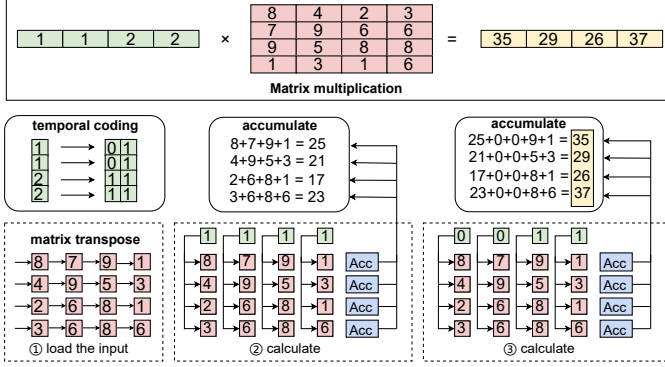 8 4 2 3
7 9 6 6
1 1 2 2 × 9 5 8 8 = 35 29 26 37
1 3 1 6
Matrix multiplication
temporal coding
1 0 1
1 0 1
2 1 1
2 1 1
accumulate
8+7+9+1 = 25
4+9+5+3 = 21
2+6+8+1 = 17
3+6+8+6 = 23
accumulate
25+0+0+9+1 = 35
21+0+0+5+3 = 29
17+0+0+8+1 = 26
23+0+0+8+6 = 37
matrix transpose
8 7 9 1
4 9 5 3
2 6 8 1
3 6 8 6
① load the input
1 1 1 1
8 7 9 1 Acc
4 9 5 3 Acc
2 6 8 1 Acc
3 6 8 6 Acc
② calculate
0 0 1 1
8 7 9 1 Acc
4 9 5 3 Acc
2 6 8 1 Acc
3 6 8 6 Acc
③ calculate